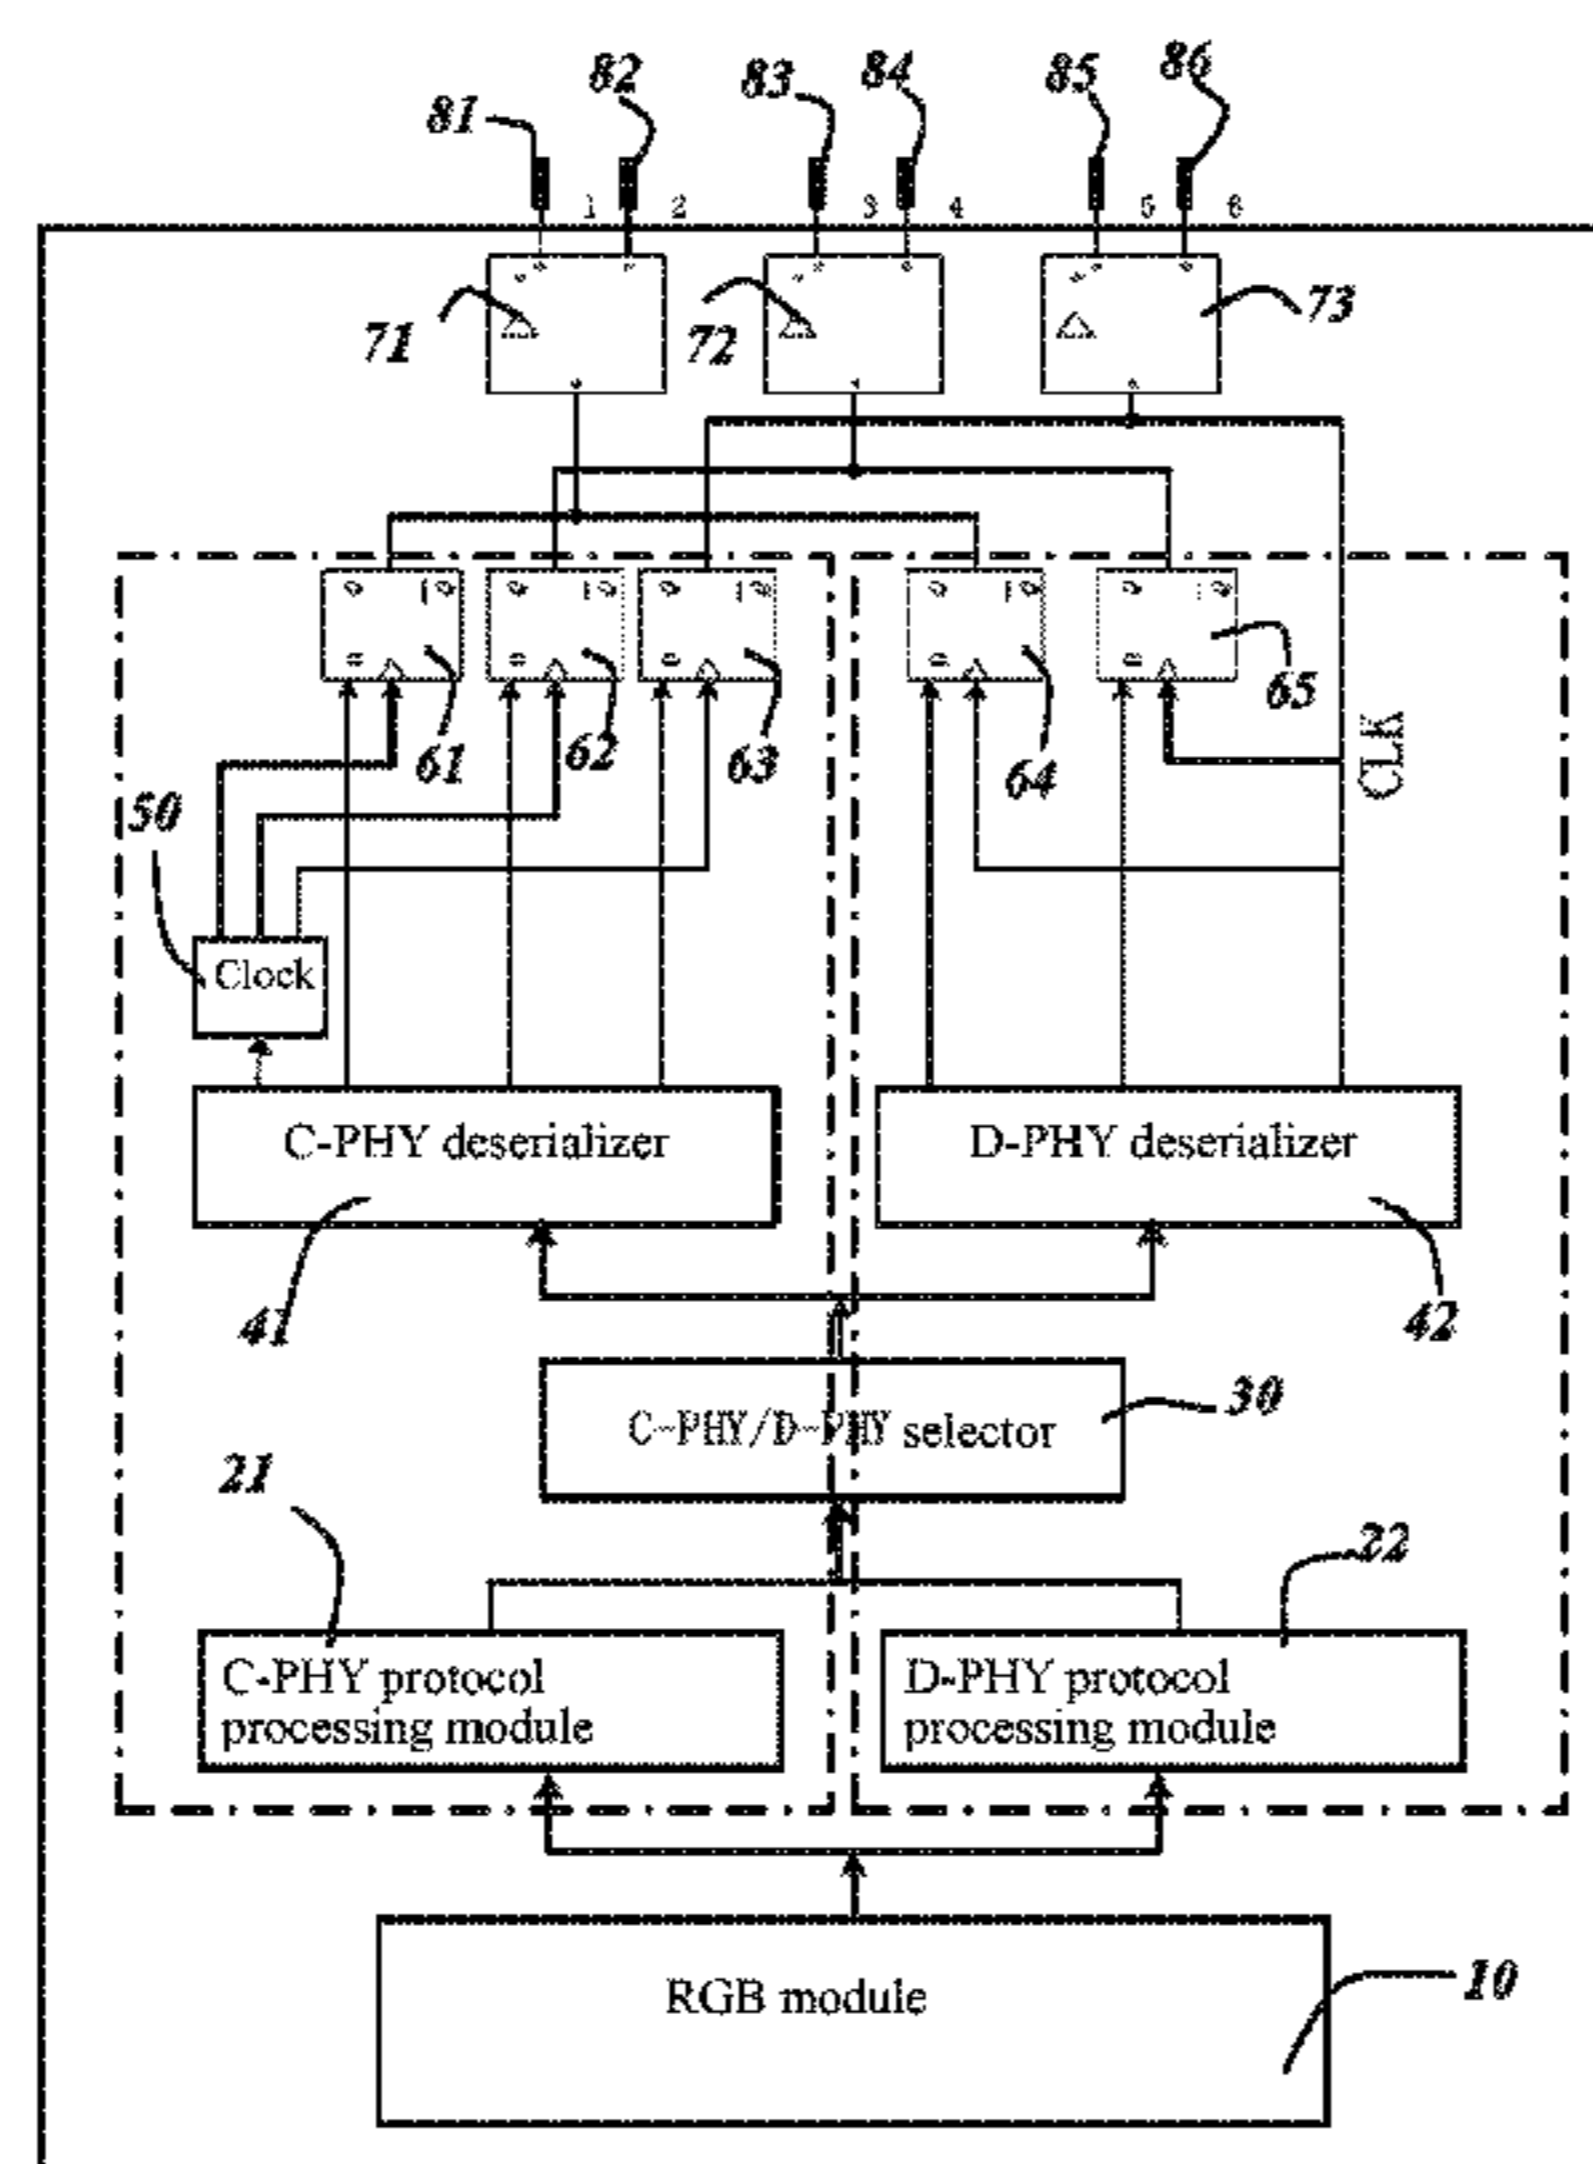 81
82
83
84
85
86
1
2
3
4
5
6
71
72
73
61
62
63
64
65
CLK
50
Clock
C-PHY deserializer
D-PHY deserializer
41
42
C-PHY/D-PHY selector
30
21
22
C-PHY protocol
processing module
D-PHY protocol
processing module
RGB module
10